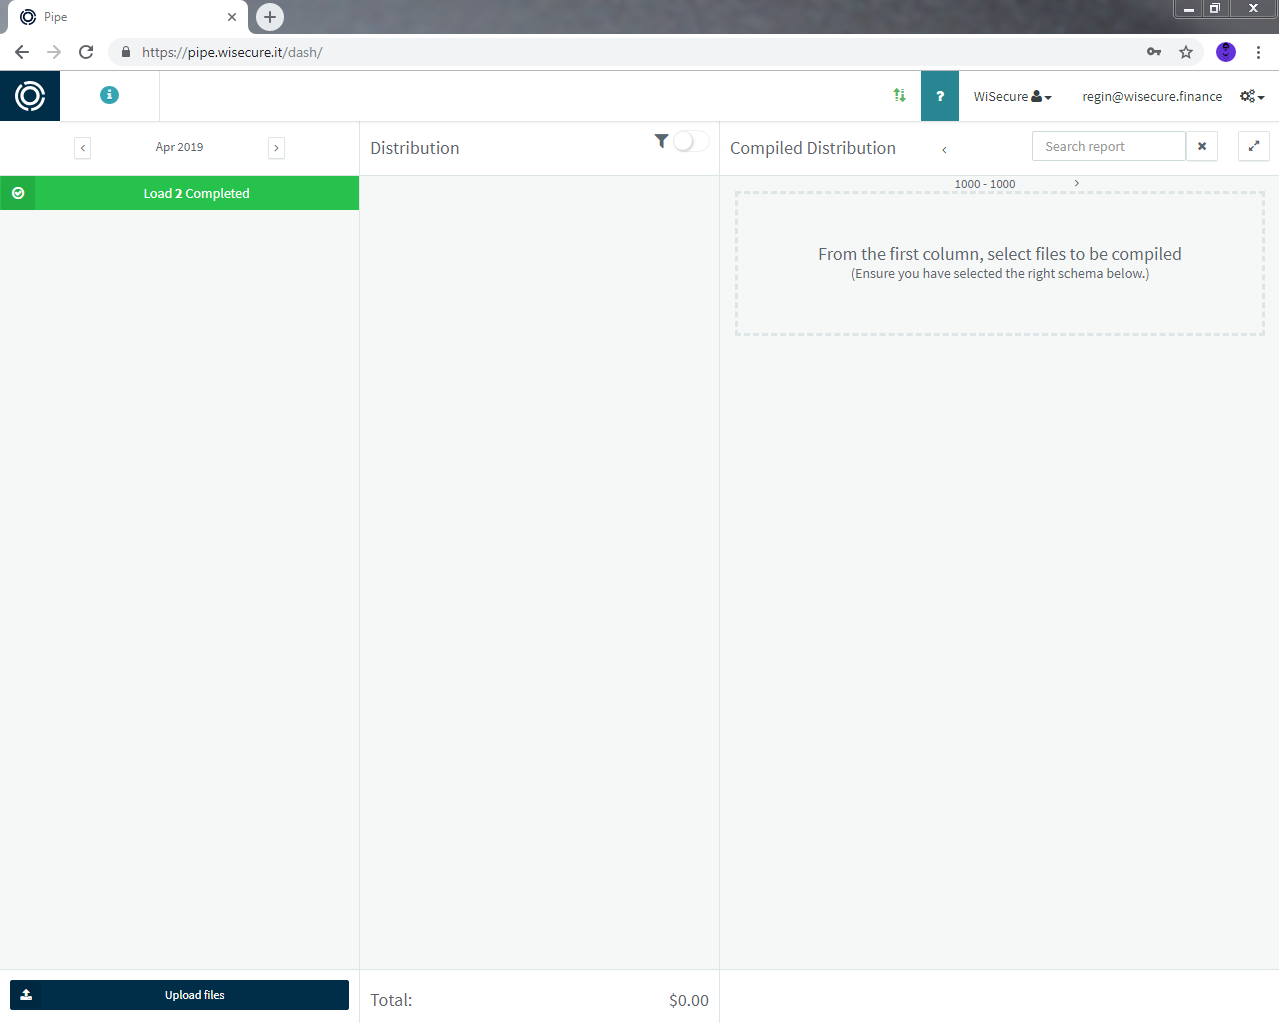 Pipe
https://pipe.wisecure.it/dash/
WiSecure
regin@wisecure.finance
Apr 2019
Distribution
Compiled Distribution
Search report
Load 2 Completed
1000 - 1000
From the first column, select files to be compiled
(Ensure you have selected the right schema below.)
Upload files
Total: $0.00